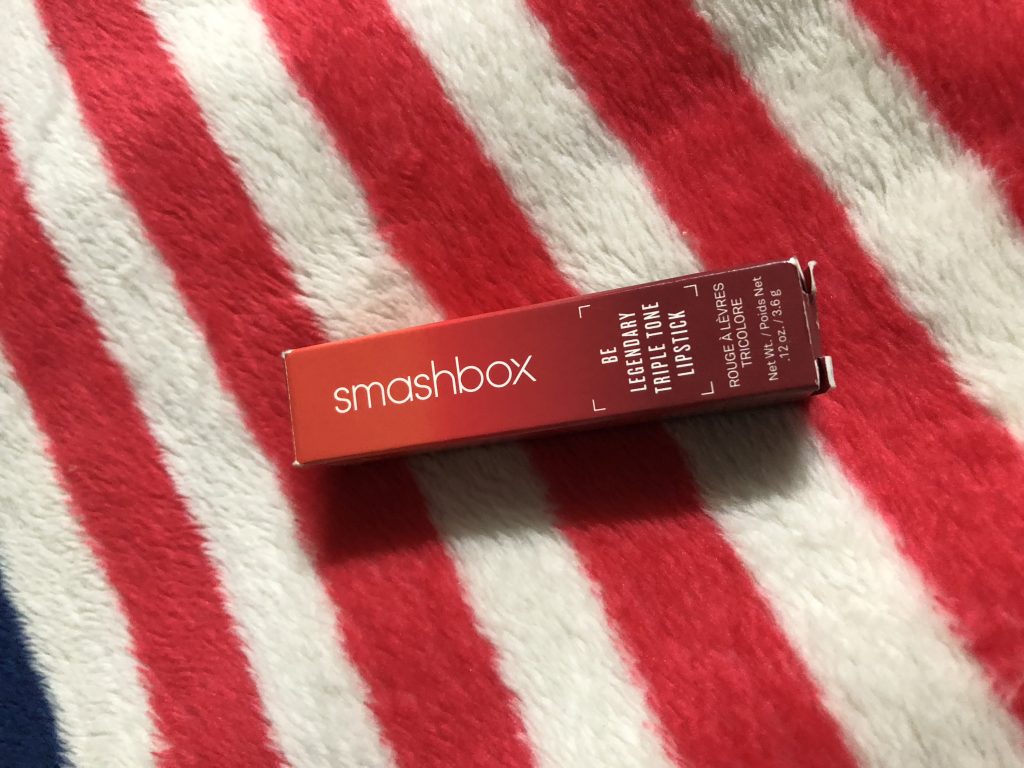 smashbox
BE
LEGENDARY
TRIPLE TONE
LIPSTICK
ROUGE À LÈVRES
TRICOLORE
Net Wt. / Poids Net
.12 oz. / 3.6 g